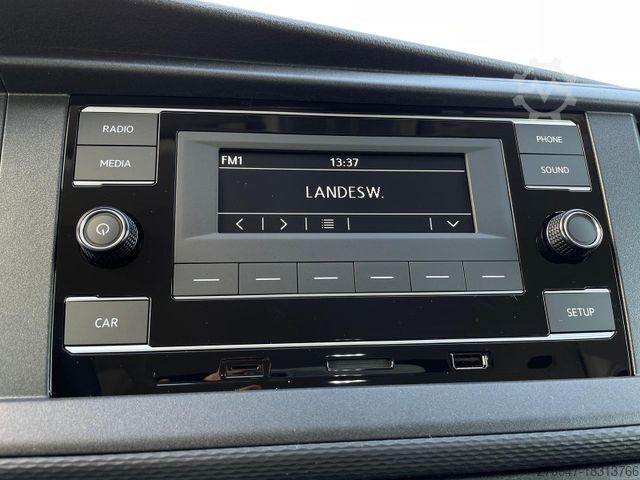 RADIO
MEDIA
FM1 13:37
LANDESW.
PHONE
SOUND
CAR
SETUP